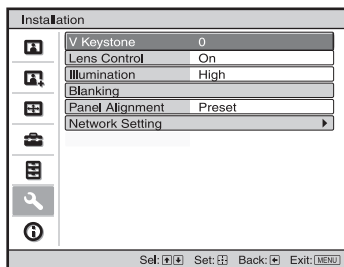 Installation
V Keystone 0
Lens Control On
Illumination High
Blanking
Panel Alignment Preset
Network Setting
Sel: Set: Back: Exit: MENU